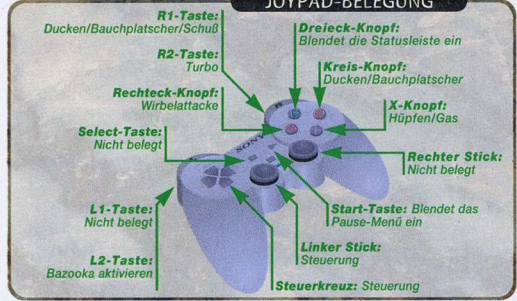 JOYPAD-BELEGUNG
R1-Taste:
Ducken/Bauchplatscher/Schuß
R2-Taste:
Turbo
Rechteck-Knopf:
Wirbelattacke
Select-Taste:
Nicht belegt
L1-Taste:
Nicht belegt
L2-Taste:
Bazooka aktivieren
Dreieck-Knopf:
Blendet die Statusleiste ein
Kreis-Knopf:
Ducken/Bauchplatscher
X-Knopf:
Hüpfen/Gas
Rechter Stick:
Nicht belegt
Start-Taste: Blendet das
Pause-Menü ein
Linker Stick:
Steuerung
Steuerkreuz: Steuerung
SONY